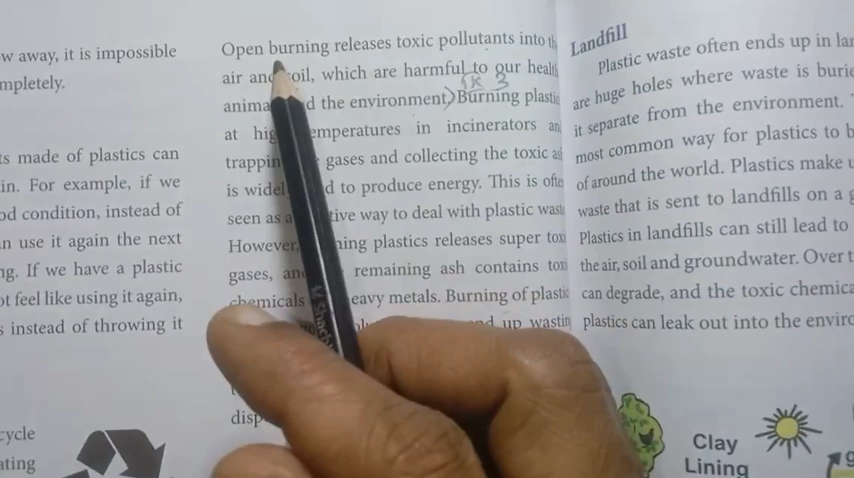 w away, it is impossible
mpletely.
ts made of plastics can
in. For example, if we
od condition, instead of
n use it again the next
ng. If we have a plastic
ot feel like using it again,
s instead of throwing it
cycle
ating
Open burning releases toxic pollutants into th
air and soil, which are harmful to our healt
anima d the environment Burning plastic
at hig emperatures in incinerators an
trappin gases and collecting the toxic as
is widel d to produce energy. This is ofte
seen as a tive way to deal with plastic wast
However, ning plastics releases super toxi
gases, an remaining ash contains toxi
chemicals eavy metals. Burning of plastic
nd up wastin
disp
Landfill
Plastic waste often ends up in lan
are huge holes where waste is burie
it separate from the environment.
most common way for plastics to b
of around the world. Plastics make u
waste that is sent to landfills on a g
Plastics in landfills can still lead to
the air, soil and groundwater. Over t
can degrade, and the toxic chemica
plastics can leak out into the enviro
Clay
Lining